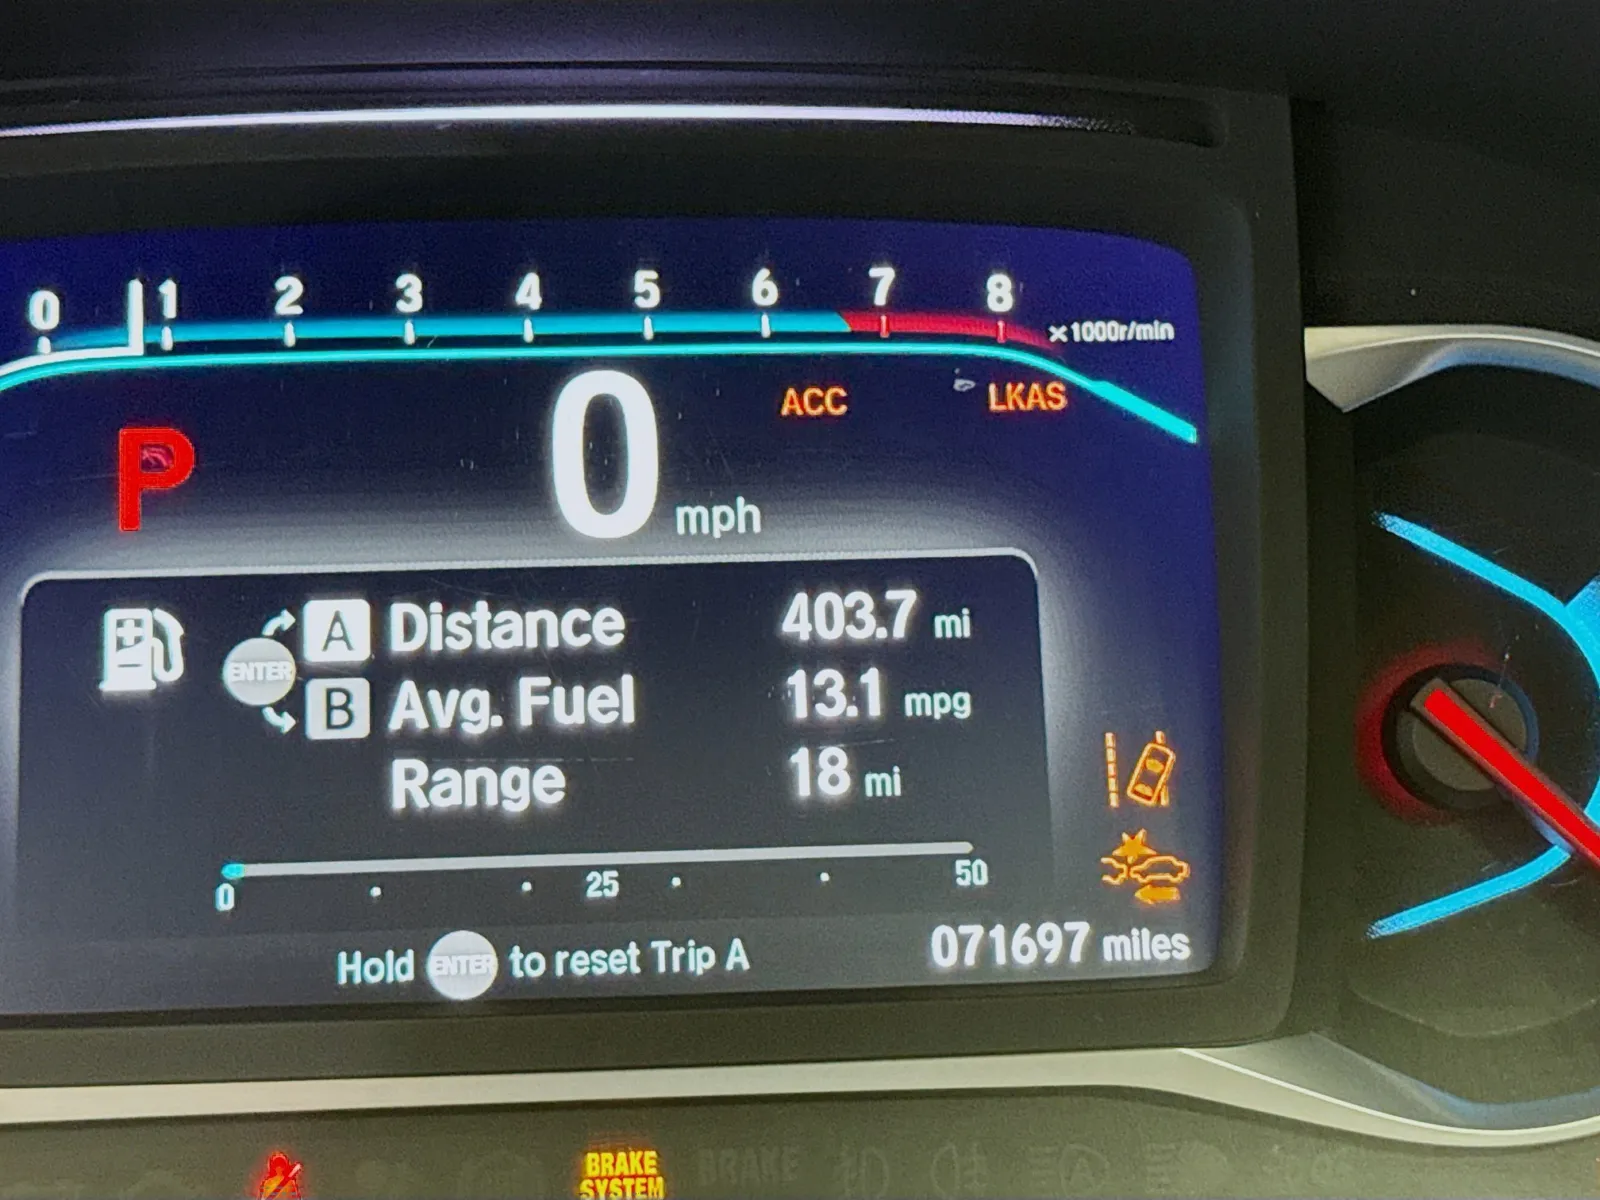 0 1 2 3 4 5 6 7 8 x1000r/min
ACC LKAS
P 0 mph
A Distance 403.7 mi
ENTER
B Avg. Fuel 13.1 mpg
Range 18 mi
0 25 50
Hold ENTER to reset Trip A
071697 miles
BRAKE SYSTEM
BRAKE